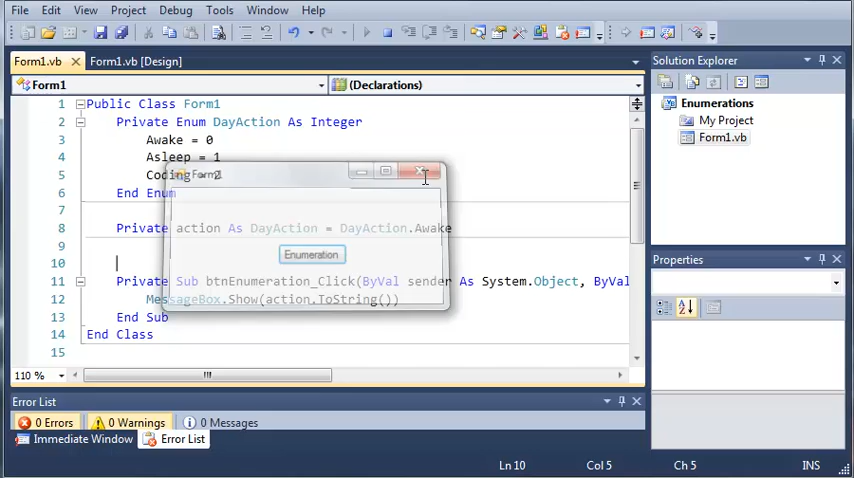 File Edit View Project Debug Tools Window Help
Form1.vb Form1.vb [Design]
Form1 (Declarations)
1 Public Class Form1
2 Private Enum DayAction As Integer
3 Awake = 0
4 Asleep = 1
5 Coding = 2
6 End Enum
7
8 Private action As DayAction = DayAction.Awake
9
10
11 Private Sub btnEnumeration_Click(ByVal sender As System.Object, ByVal
12 MessageBox.Show(action.ToString())
13 End Sub
14 End Class
15
Form1
Enumeration
110 %
Error List
0 Errors 0 Warnings 0 Messages
Immediate Window Error List
Solution Explorer
Enumerations
My Project
Form1.vb
Properties
Ln 10 Col 5 Ch 5 INS